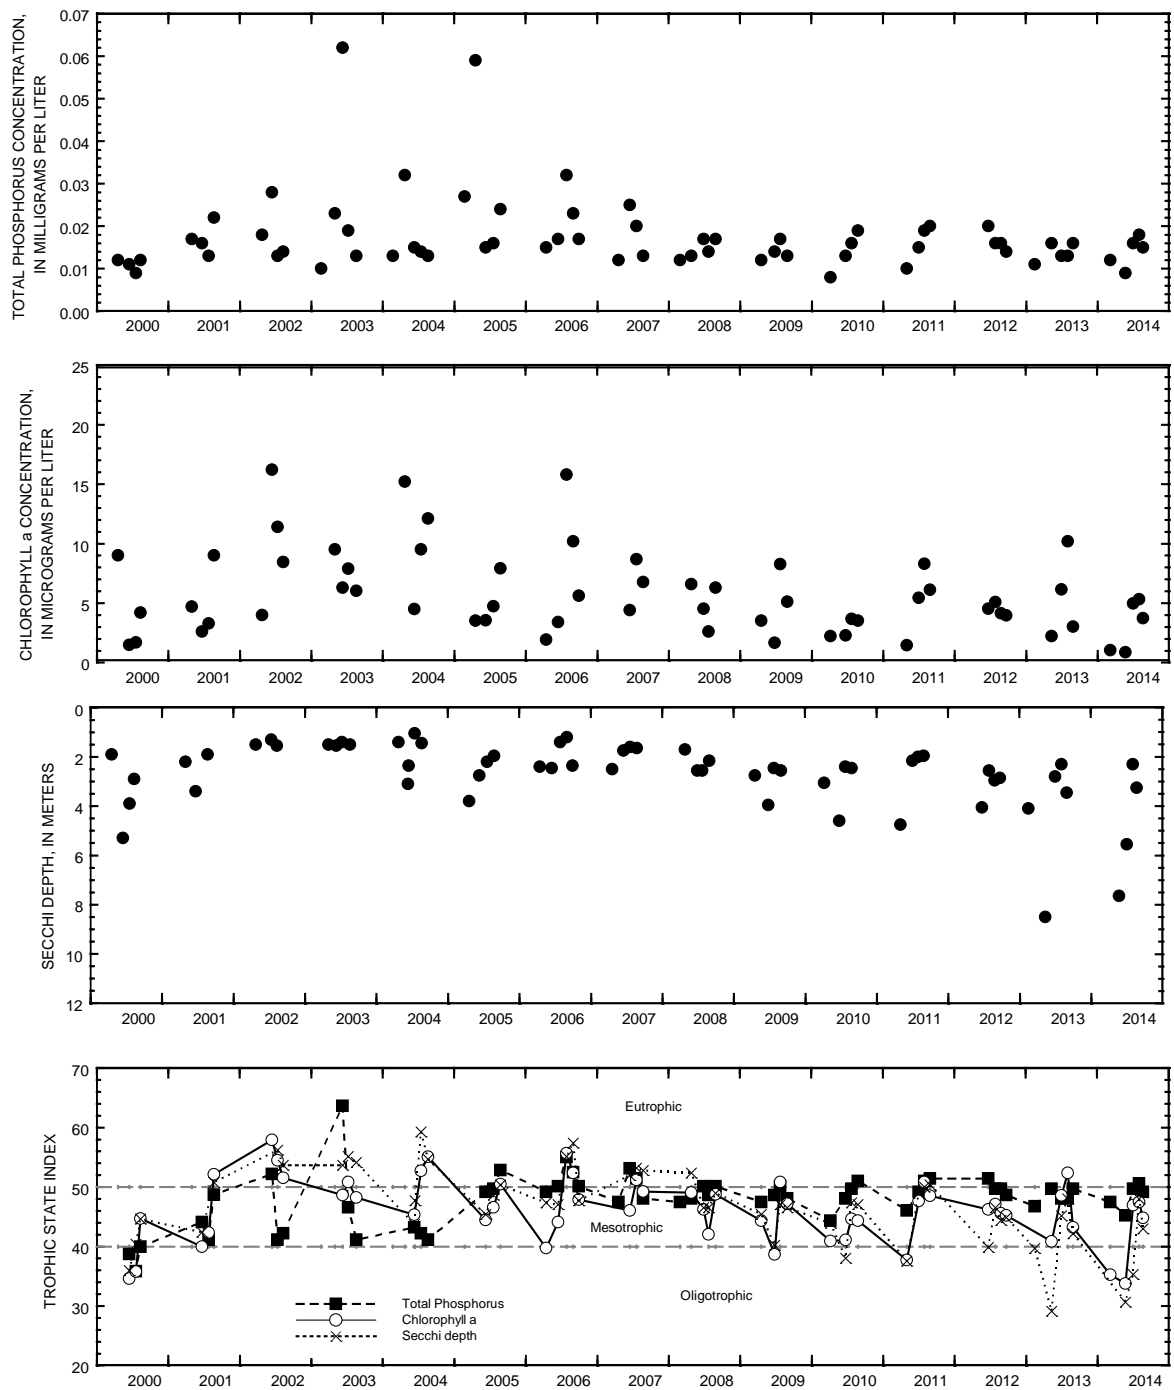 TOTAL PHOSPHORUS CONCENTRATION,
IN MILLIGRAMS PER LITER
0.07
0.06
0.05
0.04
0.03
0.02
0.01
0.00
2000 2001 2002 2003 2004 2005 2006 2007 2008 2009 2010 2011 2012 2013 2014
CHLOROPHYLL a CONCENTRATION,
IN MICROGRAMS PER LITER
25
20
15
10
5
0
2000 2001 2002 2003 2004 2005 2006 2007 2008 2009 2010 2011 2012 2013 2014
SECCHI DEPTH, IN METERS
0
2
4
6
8
10
12
2000 2001 2002 2003 2004 2005 2006 2007 2008 2009 2010 2011 2012 2013 2014
TROPHIC STATE INDEX
70
60
50
40
30
20
Eutrophic
Mesotrophic
Oligotrophic
Total Phosphorus
Chlorophyll a
Secchi depth
2000 2001 2002 2003 2004 2005 2006 2007 2008 2009 2010 2011 2012 2013 2014